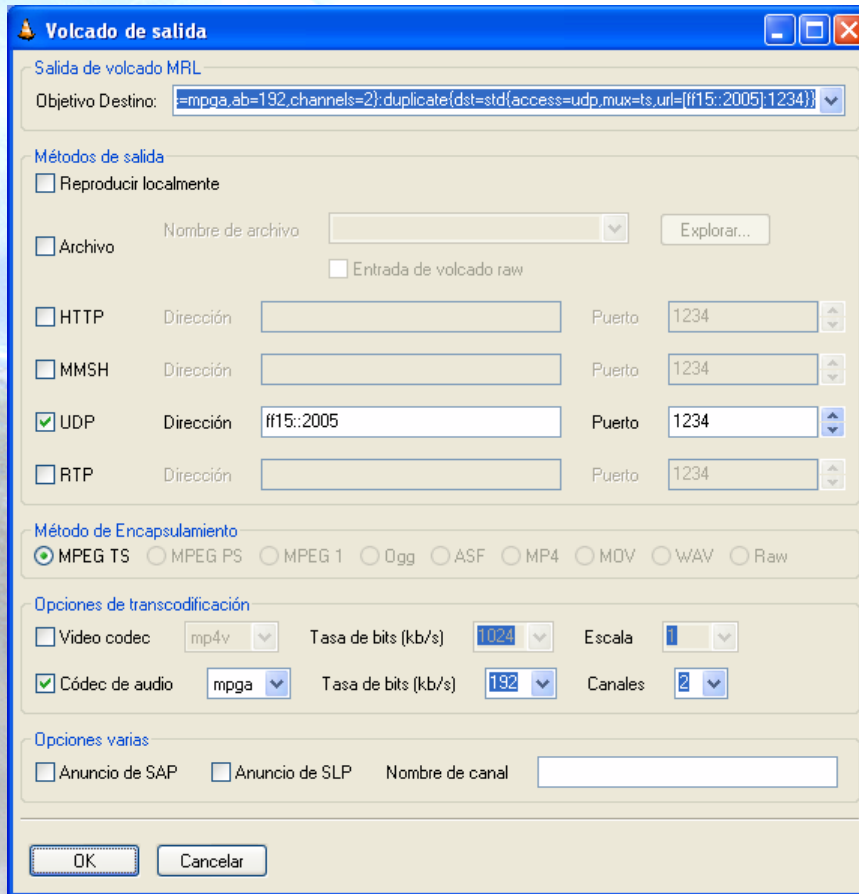 Volcado de salida
Salida de volcado MRL
Objetivo Destino: :=mpga,ab=192,channels=2}:duplicate{dst=std{access=udp,mux=ts,url=[ff15::2005]:1234}}
Métodos de salida
Reproducir localmente
Archivo Nombre de archivo Explorar...
Entrada de volcado raw
HTTP Dirección Puerto 1234
MMSH Dirección Puerto 1234
UDP Dirección ff15::2005 Puerto 1234
RTP Dirección Puerto 1234
Método de Encapsulamiento
MPEG TS MPEG PS MPEG 1 Ogg ASF MP4 MOV WAV Raw
Opciones de transcodificación
Video codec mp4v Tasa de bits (kb/s) 1024 Escala 1
Códec de audio mpga Tasa de bits (kb/s) 192 Canales 2
Opciones varias
Anuncio de SAP Anuncio de SLP Nombre de canal
OK Cancelar